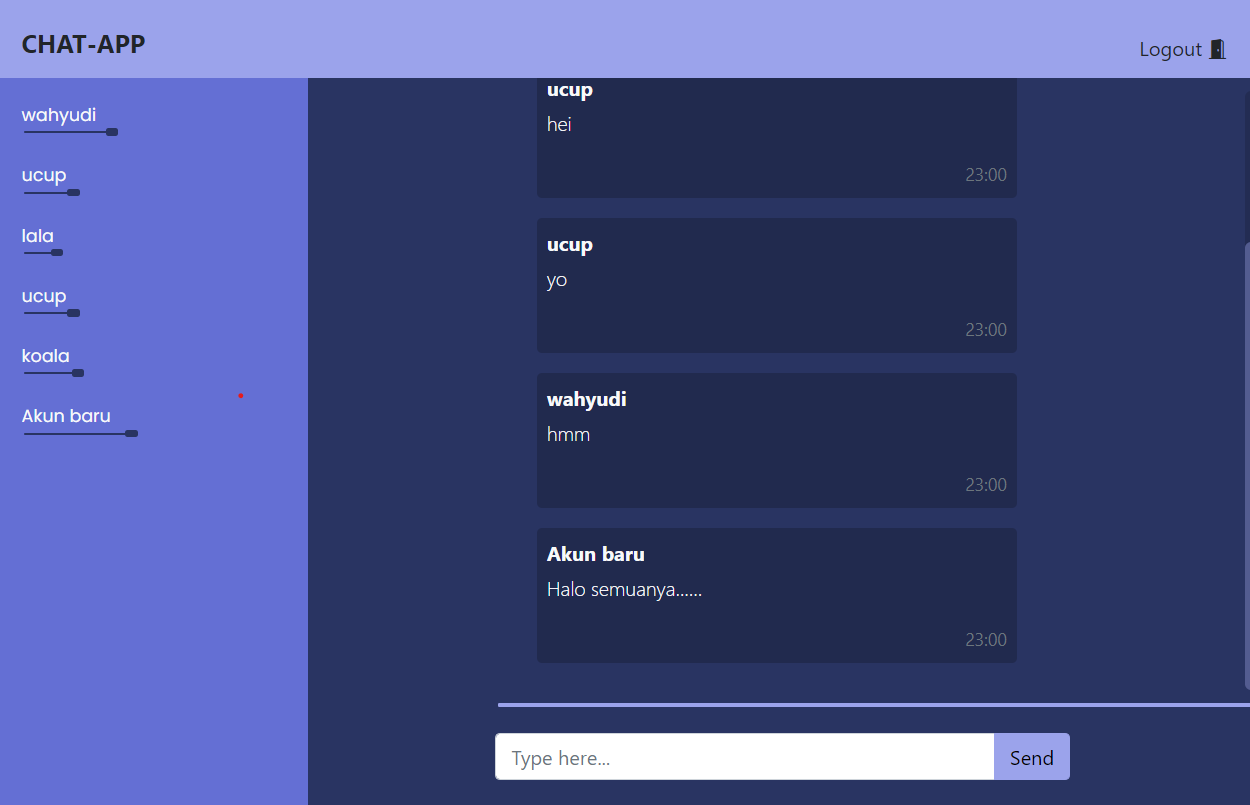 CHAT-APP
Logout
wahyudi
ucup
lala
ucup
koala
Akun baru
ucup
hei
23:00
ucup
yo
23:00
wahyudi
hmm
23:00
Akun baru
Halo semuanya......
23:00
Type here...
Send